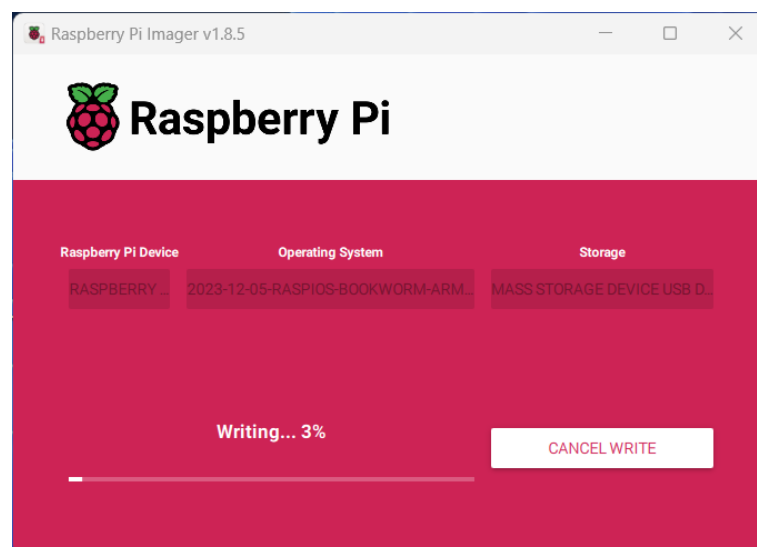 Raspberry Pi Imager v1.8.5
Raspberry Pi
Raspberry Pi Device Operating System Storage
RASPBERRY ... 2023-12-05-RASPIOS-BOOKWORM-ARM... MASS STORAGE DEVICE USB D...
Writing... 3%
CANCEL WRITE